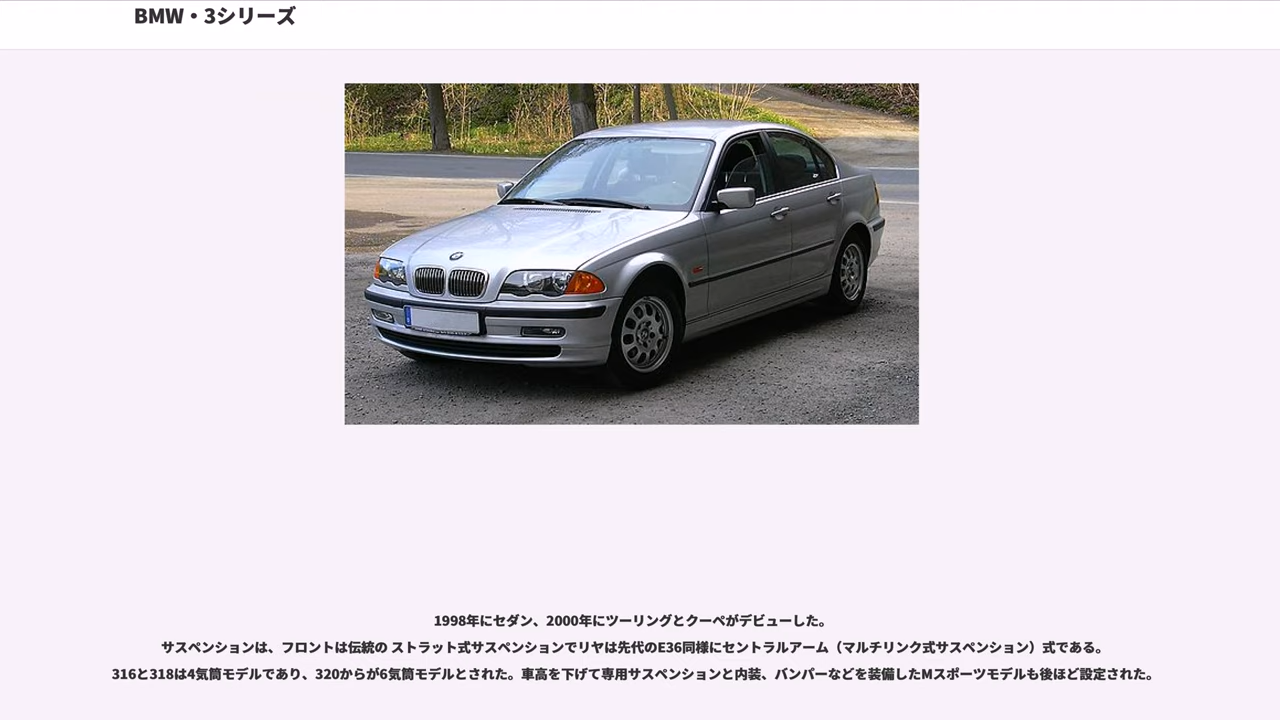 BMW・3シリーズ
1998年にセダン、2000年にツーリングとクーペがデビューした。
サスペンションは、フロントは伝統の ストラット式サスペンションでリヤは先代のE36同様にセントラルアーム（マルチリンク式サスペンション）式である。
316と318は4気筒モデルであり、320からが6気筒モデルとされた。車高を下げて専用サスペンションと内装、バンパーなどを装備したMスポーツモデルも後ほど設定された。